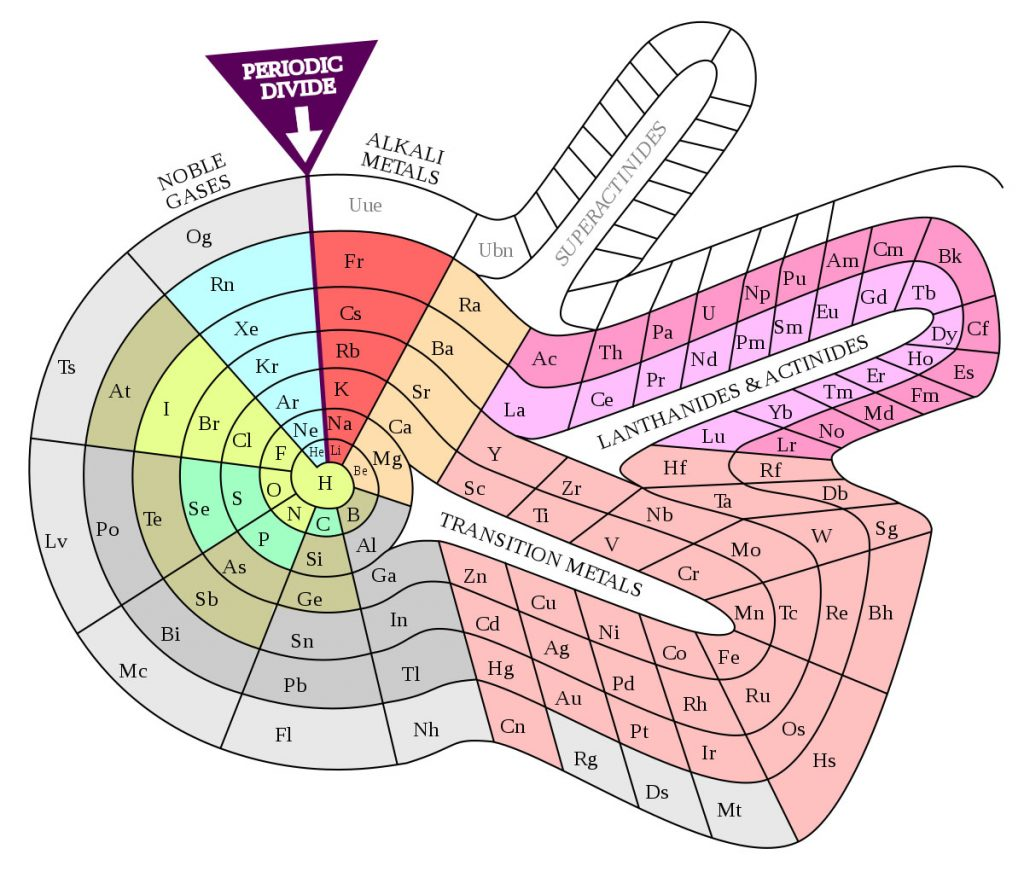 PERIODIC
DIVIDE
NOBLE
GASES
ALKALI
METALS
SUPERACTINIDES
LANTHANIDES & ACTINIDES
TRANSITION METALS
Uue
Ubn
Og
Rn
Fr
Ra
Xe
Cs
Ba
Kr
Rb
Sr
Ar
K
Ca
Ne
Na
Mg
He
Li
Be
H
Ts
At
I
Br
Cl
F
O
N
C
B
Lv
Po
Te
Se
S
P
Si
Al
Mc
Bi
Sb
As
Ge
Ga
Fl
Pb
Sn
In
Tl
Nh
Ac
Th
Pa
U
Np
Pu
Am
Cm
Bk
Cf
Es
Fm
Md
No
Lr
La
Ce
Pr
Nd
Pm
Sm
Eu
Gd
Tb
Dy
Ho
Er
Tm
Yb
Lu
Y
Zr
Nb
Mo
Tc
Ru
Rh
Pd
Ag
Cd
Sc
Ti
V
Cr
Mn
Fe
Co
Ni
Cu
Zn
Hf
Ta
W
Re
Os
Ir
Pt
Au
Hg
Rf
Db
Sg
Bh
Hs
Mt
Ds
Rg
Cn